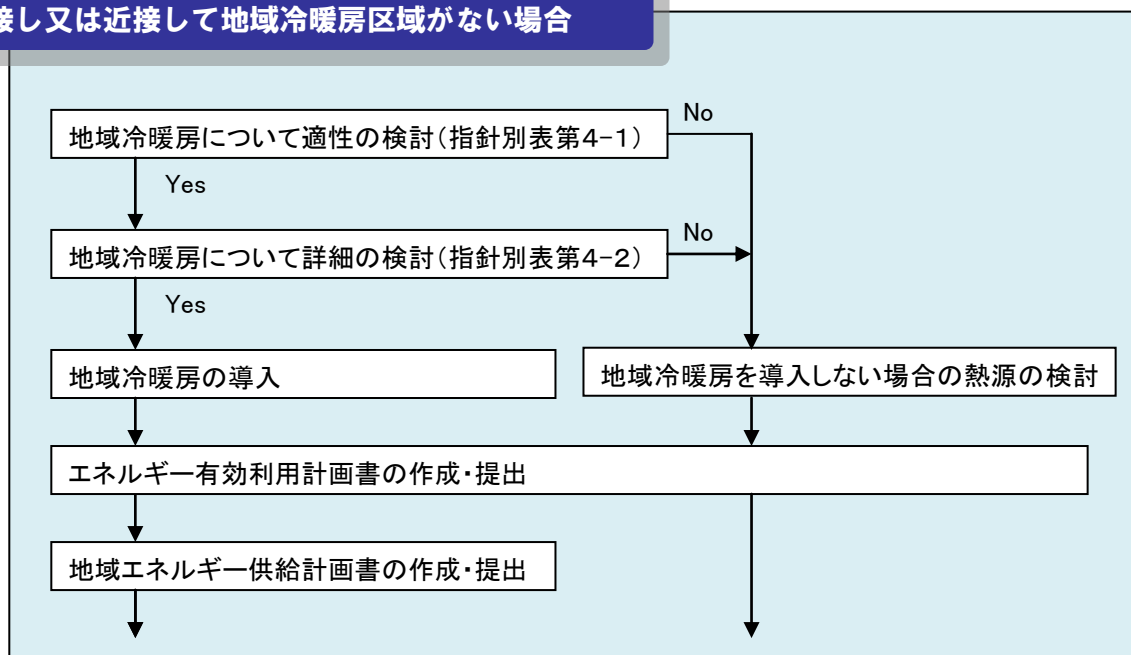 接し又は近接して地域冷暖房区域がない場合
地域冷暖房について適性の検討(指針別表第4-1)
No
Yes
地域冷暖房について詳細の検討(指針別表第4-2)
No
Yes
地域冷暖房の導入
地域冷暖房を導入しない場合の熱源の検討
エネルギー有効利用計画書の作成・提出
地域エネルギー供給計画書の作成・提出